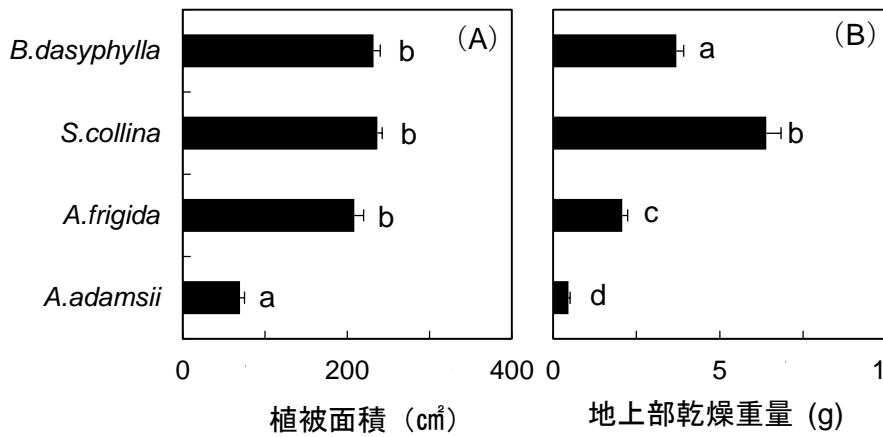 (A)
(B)
B.dasyphylla
b
a
S.collina
b
b
A.frigida
b
c
A.adamsii
a
d
0
200
400
0
5
1
植被面積（㎠）
地上部乾燥重量 (g)